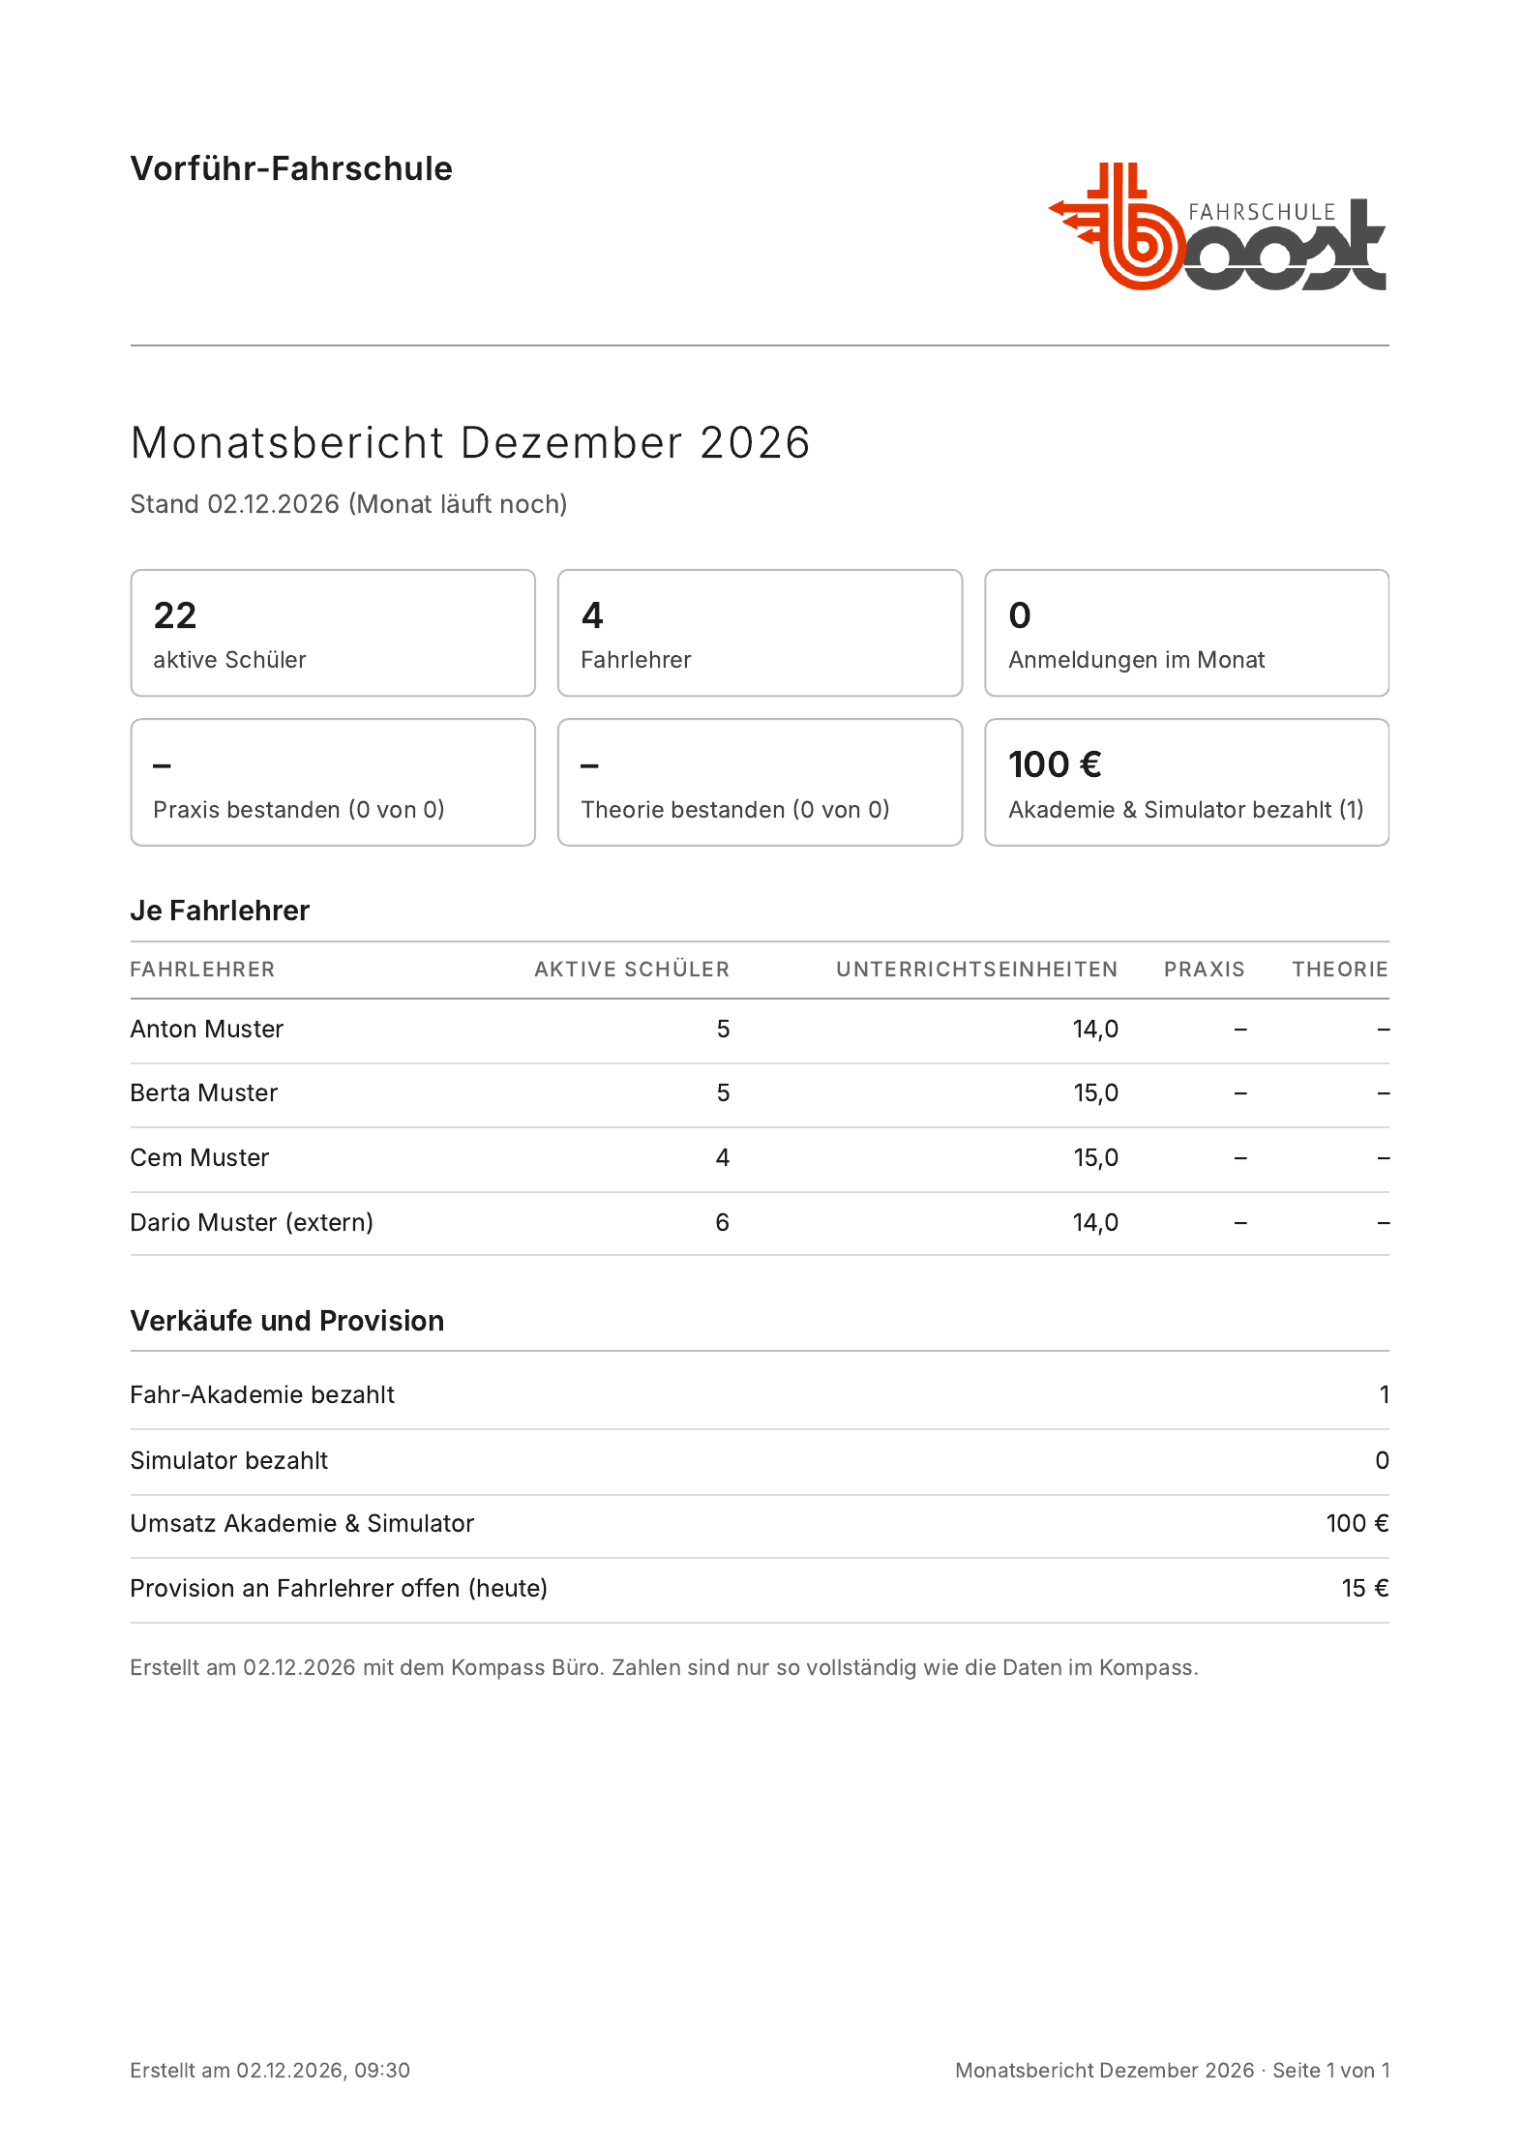 Vorführ-Fahrschule
FAHRSCHULE
boost
Monatsbericht Dezember 2026
Stand 02.12.2026 (Monat läuft noch)
22
aktive Schüler
4
Fahrlehrer
0
Anmeldungen im Monat
–
Praxis bestanden (0 von 0)
–
Theorie bestanden (0 von 0)
100 €
Akademie & Simulator bezahlt (1)
Je Fahrlehrer
FAHRLEHRER AKTIVE SCHÜLER UNTERRICHTSEINHEITEN PRAXIS THEORIE
Anton Muster 5 14,0 – –
Berta Muster 5 15,0 – –
Cem Muster 4 15,0 – –
Dario Muster (extern) 6 14,0 – –
Verkäufe und Provision
Fahr-Akademie bezahlt 1
Simulator bezahlt 0
Umsatz Akademie & Simulator 100 €
Provision an Fahrlehrer offen (heute) 15 €
Erstellt am 02.12.2026 mit dem Kompass Büro. Zahlen sind nur so vollständig wie die Daten im Kompass.
Erstellt am 02.12.2026, 09:30 Monatsbericht Dezember 2026 · Seite 1 von 1